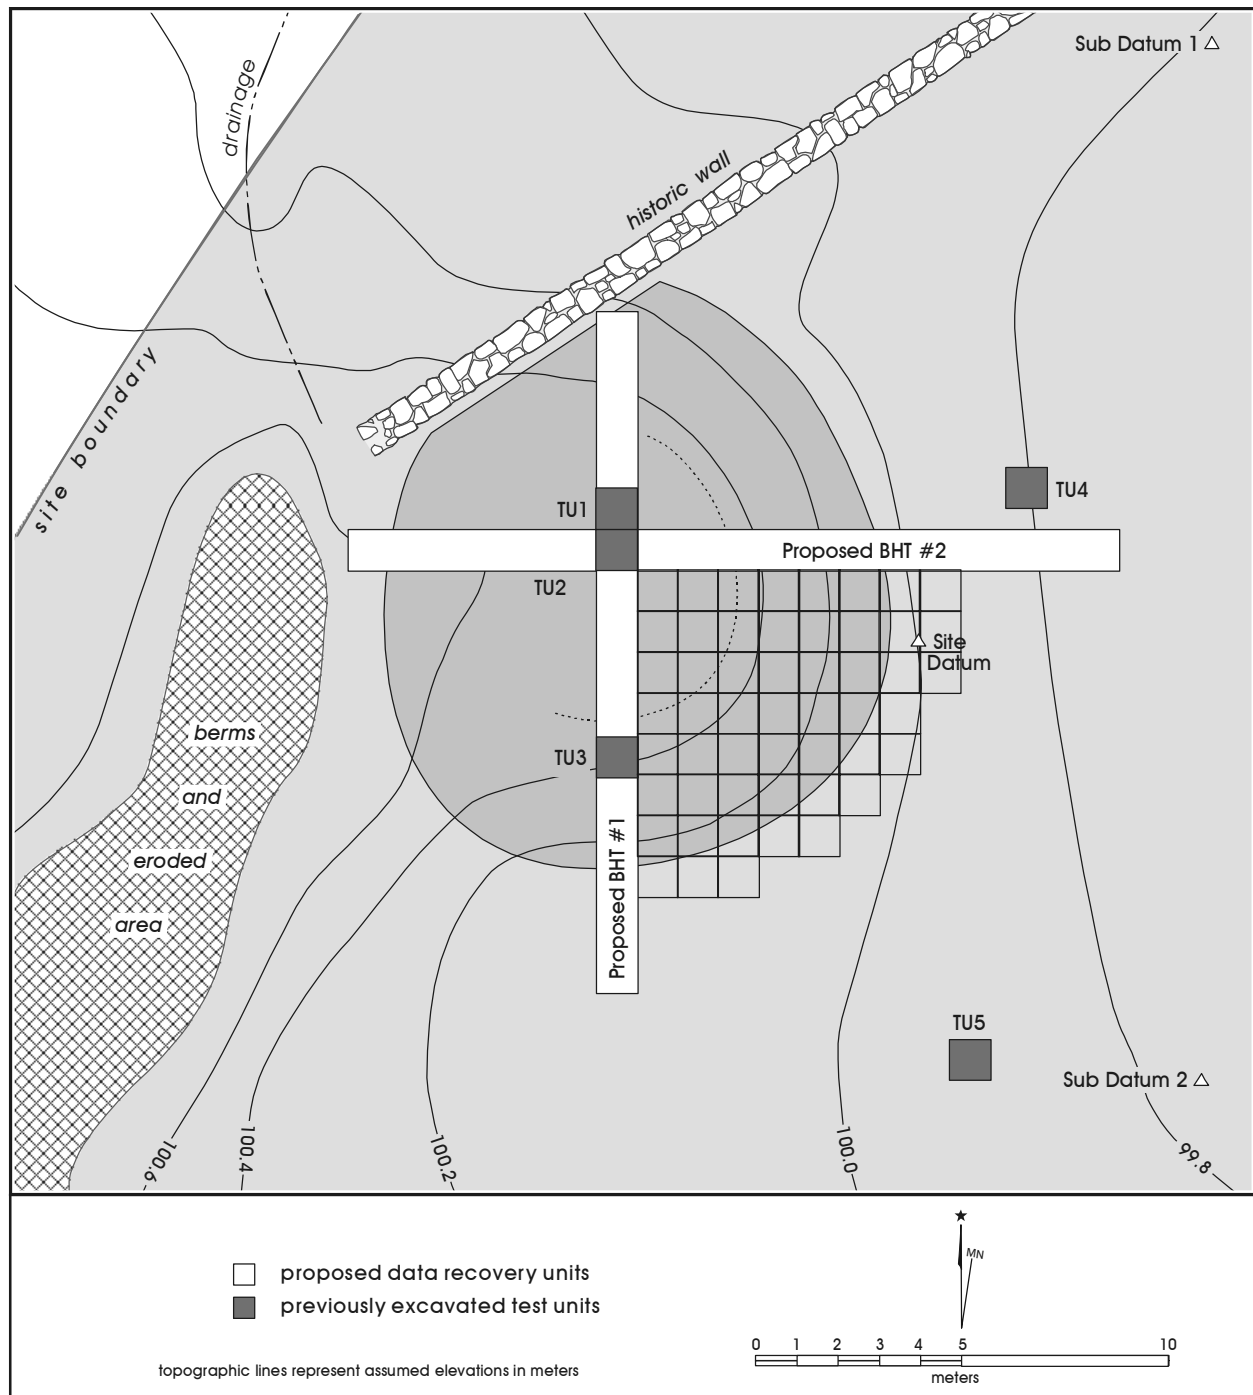 Sub Datum 1
drainage
historic wall
site boundary
TU1
TU4
Proposed BHT #2
TU2
Site
Datum
berms
and
eroded
area
TU3
Proposed BHT #1
TU5
Sub Datum 2
100.6
100.4
100.2
100.0
99.8
MN
proposed data recovery units
previously excavated test units
0 1 2 3 4 5 10
meters
topographic lines represent assumed elevations in meters